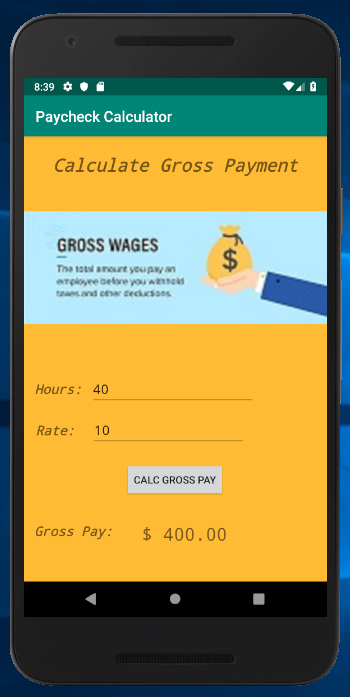 8:39
Paycheck Calculator
Calculate Gross Payment
GROSS WAGES
The total amount you pay an
employee before you withhold
taxes and other deductions.
$
Hours: 40
Rate: 10
CALC GROSS PAY
Gross Pay: $ 400.00